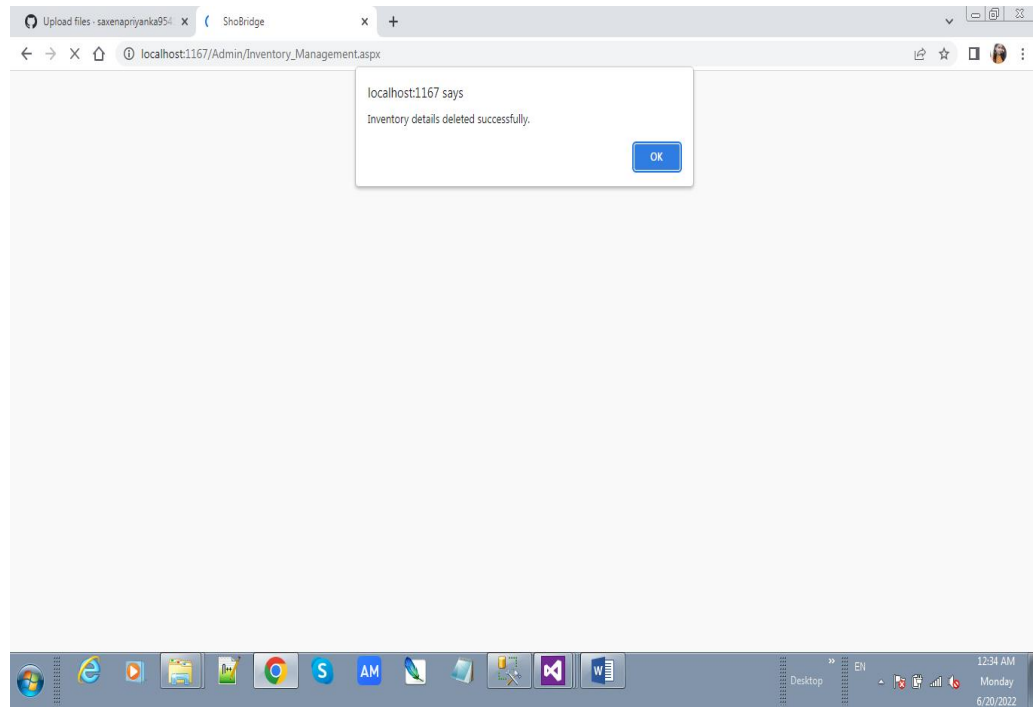 Upload files · saxenapriyanka954
ShoBridge
localhost:1167/Admin/Inventory_Management.aspx
localhost:1167 says
Inventory details deleted successfully.
OK
S
AM
W
Desktop
»
EN
12:34 AM
Monday
6/20/2022